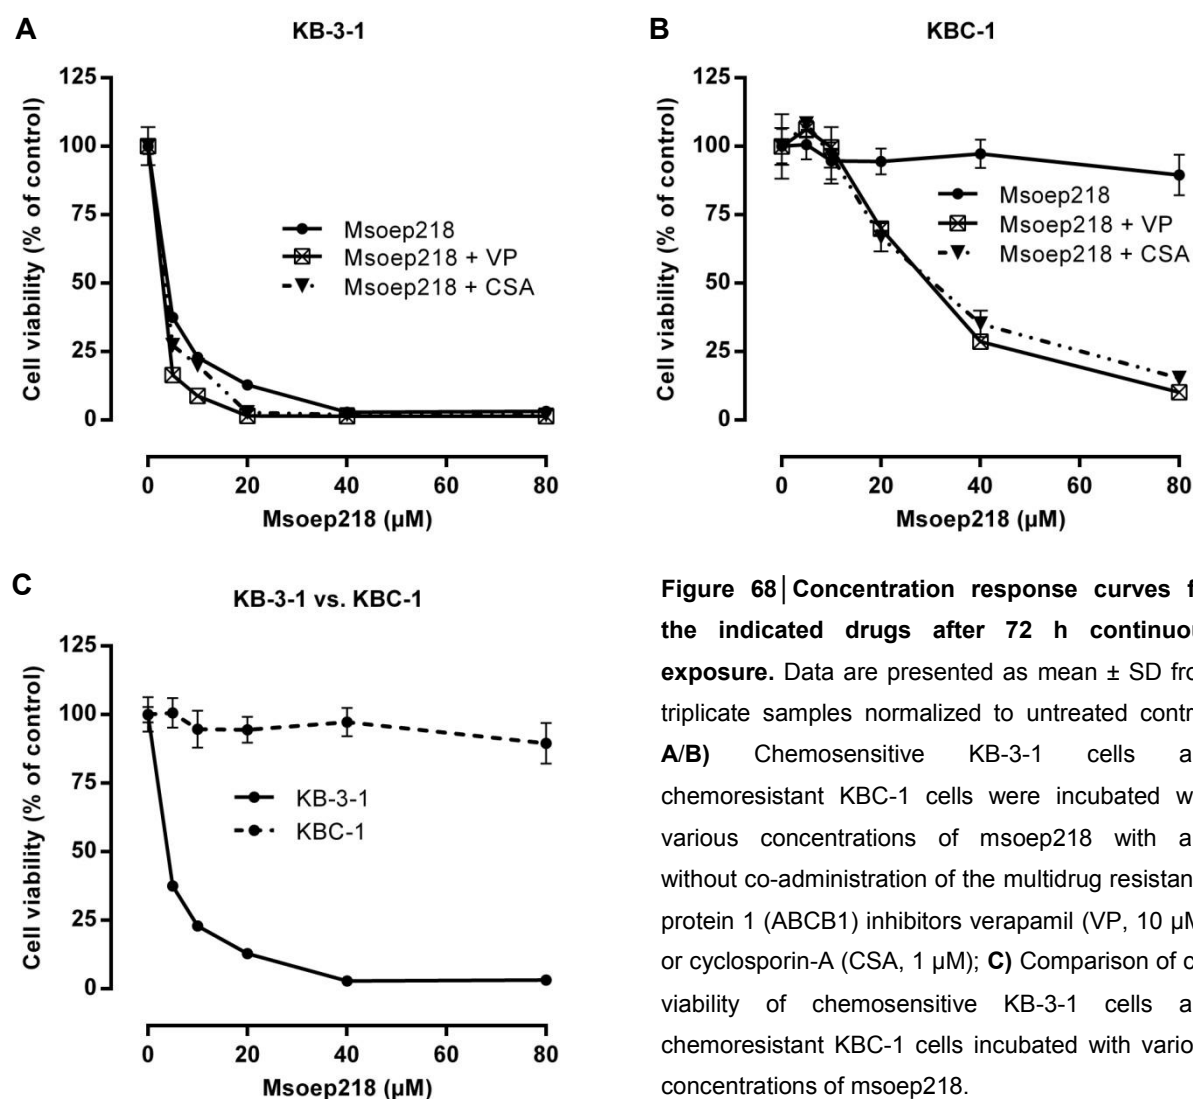 A
KB-3-1
125
100
75
50
25
0
Cell viability (% of control)
Msoep218
Msoep218 + VP
Msoep218 + CSA
0 20 40 60 80
Msoep218 (µM)
B
KBC-1
125
100
75
50
25
0
Cell viability (% of control)
Msoep218
Msoep218 + VP
Msoep218 + CSA
0 20 40 60 80
Msoep218 (µM)
C
KB-3-1 vs. KBC-1
125
100
75
50
25
0
Cell viability (% of control)
KB-3-1
KBC-1
0 20 40 60 80
Msoep218 (µM)
Figure 68|Concentration response curves f
the indicated drugs after 72 h continuou
exposure. Data are presented as mean ± SD fro
triplicate samples normalized to untreated contr
A/B) Chemosensitive KB-3-1 cells a
chemoresistant KBC-1 cells were incubated w
various concentrations of msoep218 with a
without co-administration of the multidrug resistan
protein 1 (ABCB1) inhibitors verapamil (VP, 10 µM
or cyclosporin-A (CSA, 1 µM); C) Comparison of c
viability of chemosensitive KB-3-1 cells a
chemoresistant KBC-1 cells incubated with vario
concentrations of msoep218.